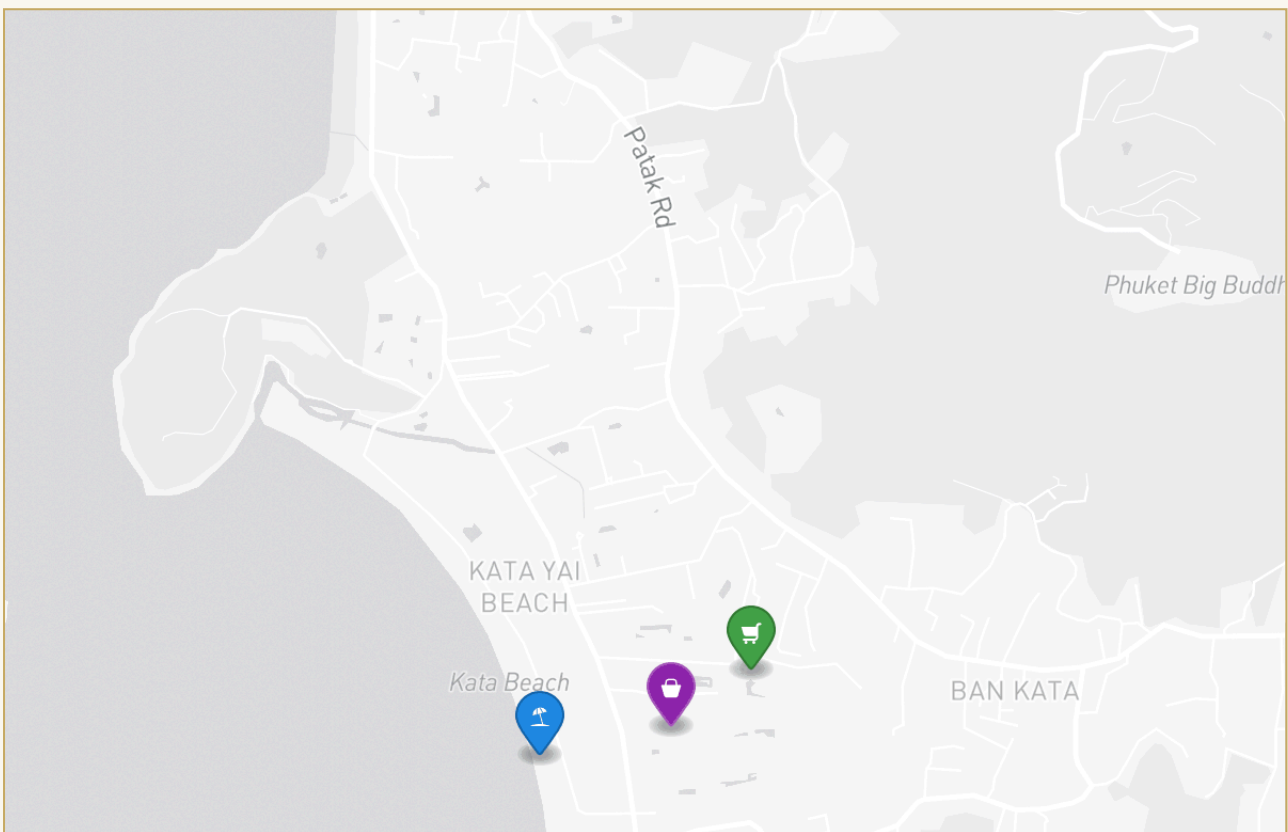 Patak Rd
Phuket Big Buddh
KATA YAI
BEACH
Kata Beach
BAN KATA